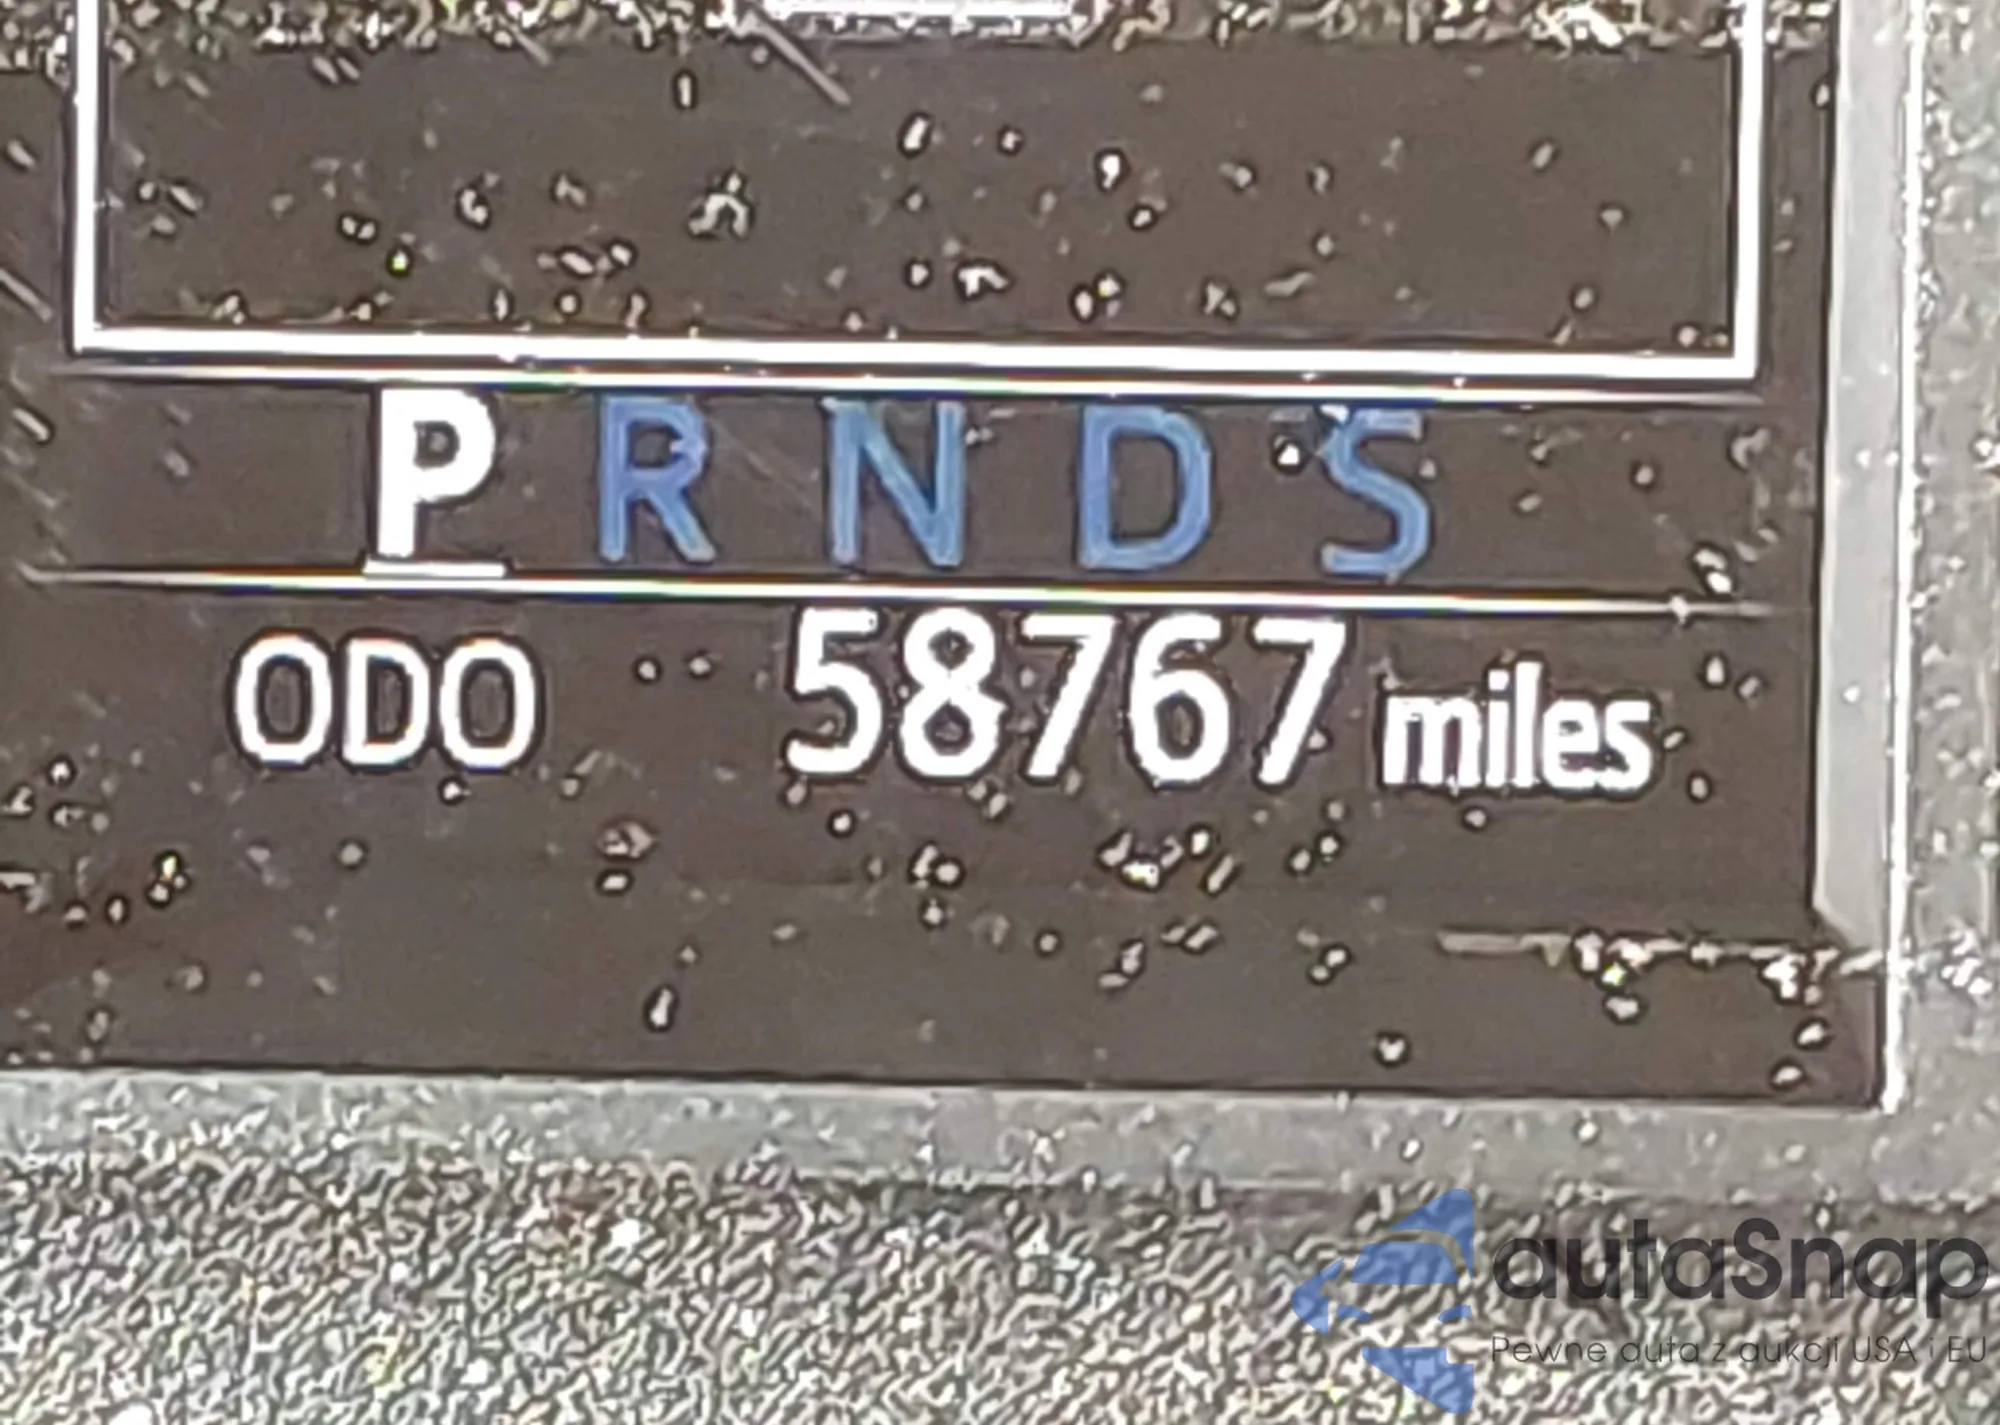 P R N D S
ODO 58767 miles
autaSnap
Pewne auta z aukcji USA i EU